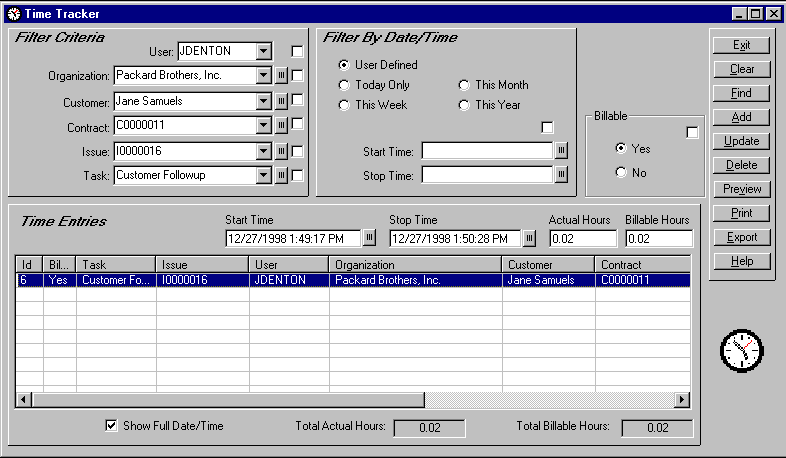 Time Tracker
Filter Criteria
User: JDENTON
Organization: Packard Brothers, Inc.
Customer: Jane Samuels
Contract: C0000011
Issue: I0000016
Task: Customer Followup
Filter By Date/Time
User Defined
Today Only This Month
This Week This Year
Start Time:
Stop Time:
Billable
Yes
No
Exit
Clear
Find
Add
Update
Delete
Preview
Print
Export
Help
Time Entries
Start Time Stop Time Actual Hours Billable Hours
12/27/1998 1:49:17 PM 12/27/1998 1:50:28 PM 0.02 0.02
Id Bil... Task Issue User Organization Customer Contract
6 Yes Customer Fo... I0000016 JDENTON Packard Brothers, Inc. Jane Samuels C0000011
Show Full Date/Time Total Actual Hours: 0.02 Total Billable Hours: 0.02